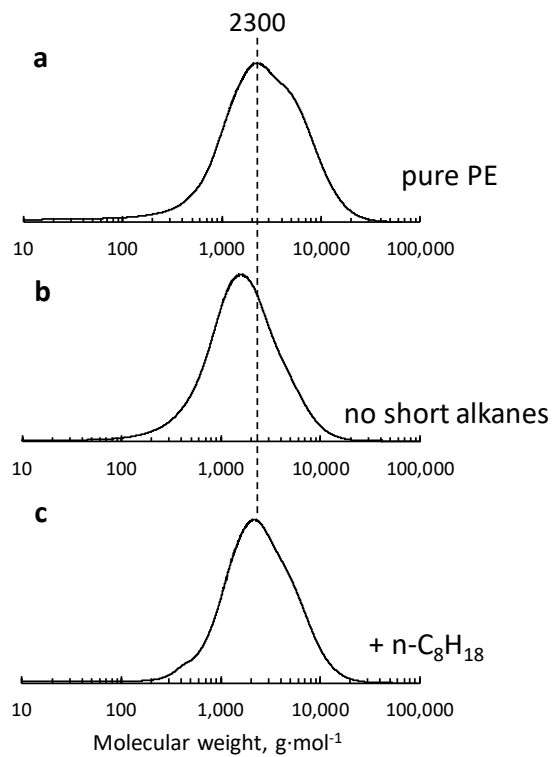 2300
a
pure PE
10 100 1,000 10,000 100,000
b
no short alkanes
10 100 1,000 10,000 100,000
c
+ n-C₈H₁₈
10 100 1,000 10,000 100,000
Molecular weight, g·mol⁻¹